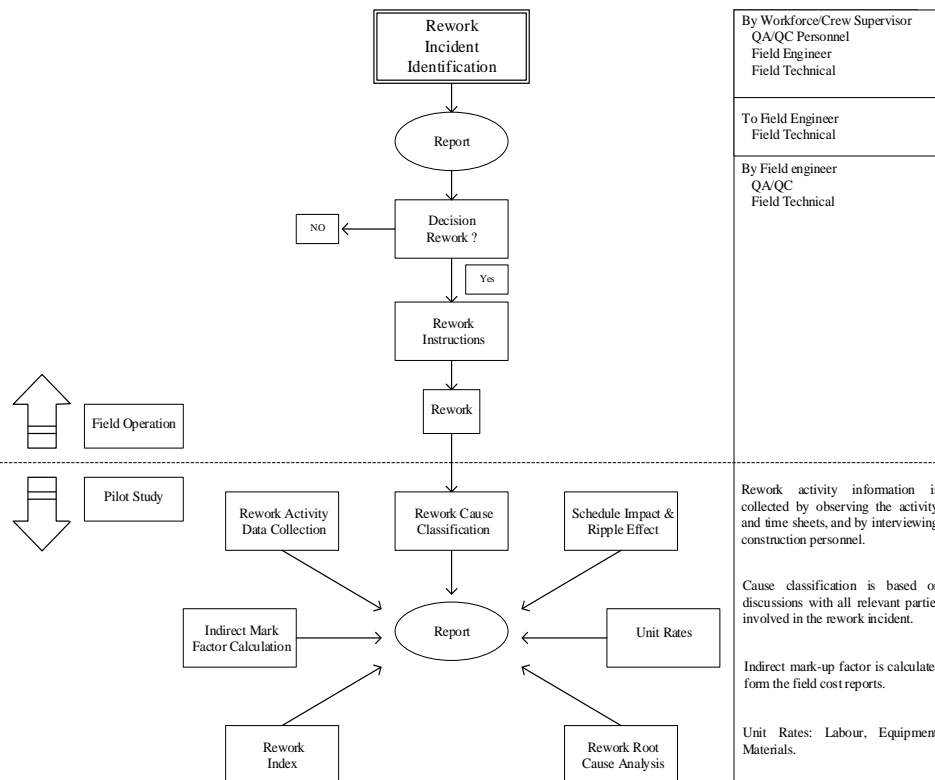 Rework
Incident
Identification
Report
Decision
Rework ?
NO
Yes
Rework
Instructions
Rework
Field Operation
Pilot Study
Rework Activity
Data Collection
Rework Cause
Classification
Schedule Impact &
Ripple Effect
Indirect Mark
Factor Calculation
Report
Unit Rates
Rework
Index
Rework Root
Cause Analysis
By Workforce/Crew Supervisor
QA/QC Personnel
Field Engineer
Field Technical
To Field Engineer
Field Technical
By Field engineer
QA/QC
Field Technical
Rework activity information is
collected by observing the activity
and time sheets, and by interviewing
construction personnel.
Cause classification is based on
discussions with all relevant partie
involved in the rework incident.
Indirect mark-up factor is calculate
form the field cost reports.
Unit Rates: Labour, Equipment
Materials.